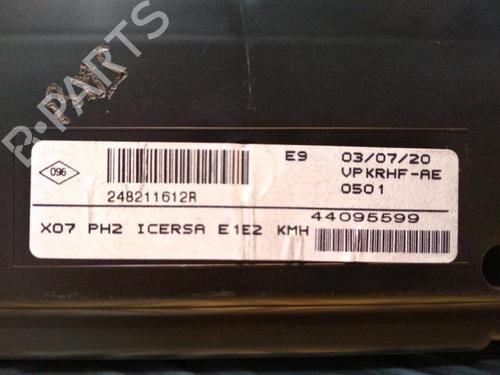 B-PARTS
096
248211612R
E9
03/07/20
VPKRHF-AE
0501
44095599
X07 PH2 ICERSA E1E2 KMH